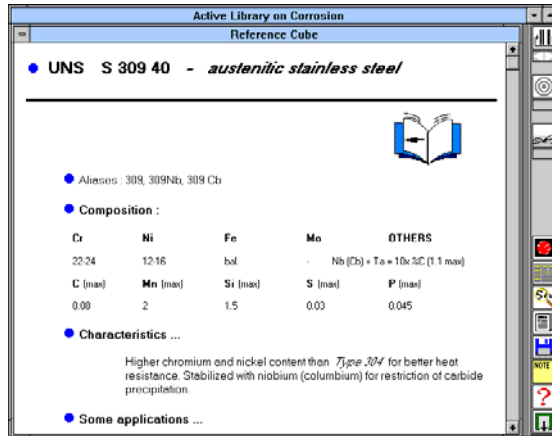 Active Library on Corrosion
Reference Cube
UNS S 309 40 - austenitic stainless steel
Aliases : 309, 309Nb, 309 Cb
Composition :
Cr Ni Fe Mo OTHERS
22-24 12-16 bal - Nb (Cb) + Ta = 10x %C (1.1 max)
C (max) Mn (max) Si (max) S (max) P (max)
0.08 2 1.5 0.03 0.045
Characteristics ...
Higher chromium and nickel content than Type 304 for better heat
resistance. Stabilized with niobium (columbium) for restriction of carbide
precipitation.
Some applications ...
NOTE
?